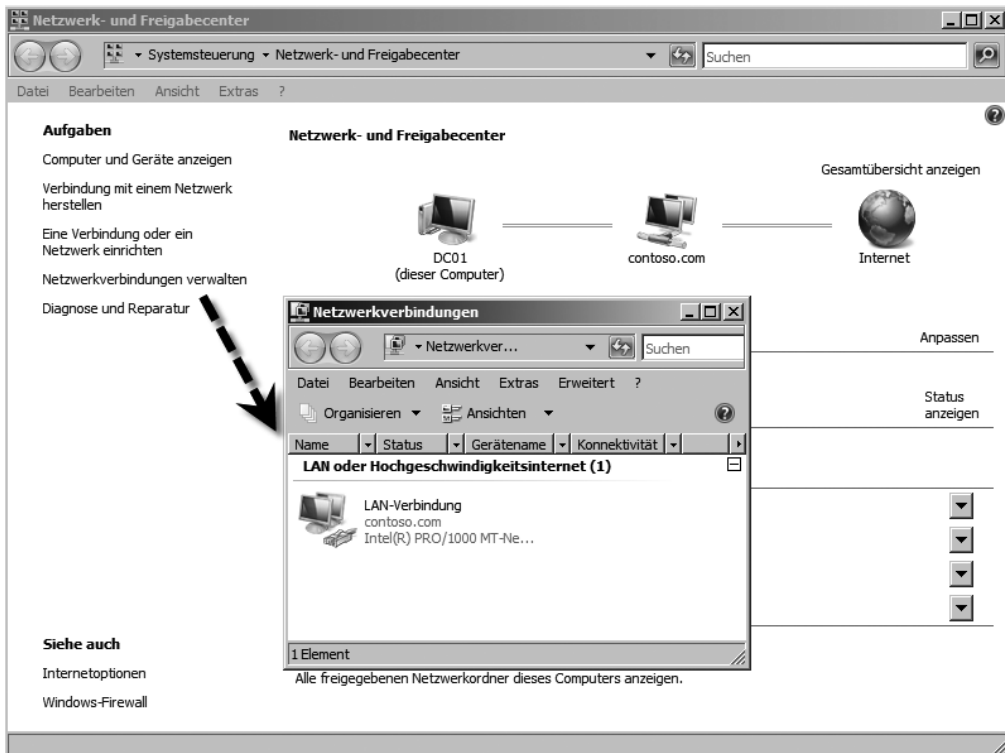 Netzwerk- und Freigabecenter
Systemsteuerung Netzwerk- und Freigabecenter
Suchen
Datei Bearbeiten Ansicht Extras ?
Aufgaben
Computer und Geräte anzeigen
Verbindung mit einem Netzwerk
herstellen
Eine Verbindung oder ein
Netzwerk einrichten
Netzwerkverbindungen verwalten
Diagnose und Reparatur
Siehe auch
Internetoptionen
Windows-Firewall
Netzwerk- und Freigabecenter
Gesamtübersicht anzeigen
DC01
(dieser Computer)
contoso.com
Internet
Anpassen
Status
anzeigen
Netzwerkverbindungen
Netzwerkver...
Suchen
Datei Bearbeiten Ansicht Extras Erweitert ?
Organisieren Ansichten
Name Status Gerätename Konnektivität
LAN oder Hochgeschwindigkeitsinternet (1)
LAN-Verbindung
contoso.com
Intel(R) PRO/1000 MT-Ne...
1 Element
Alle freigegebenen Netzwerkordner dieses Computers anzeigen.